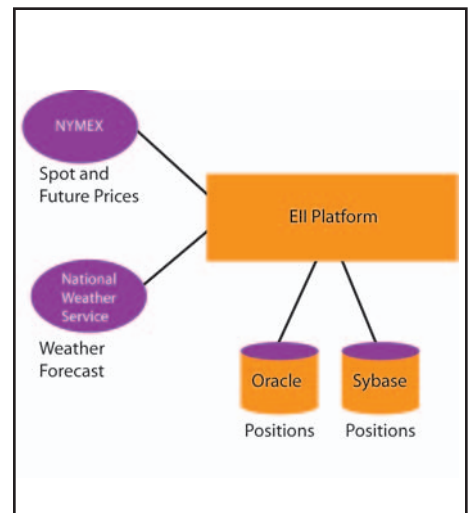 NYMEX
Spot and
Future Prices
EII Platform
National
Weather
Service
Weather
Forecast
Oracle
Sybase
Positions
Positions